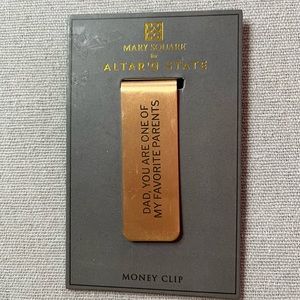 MARY SQUARE
for
ALTAR'D STATE
DAD, YOU ARE ONE OF
MY FAVORITE PARENTS
MONEY CLIP